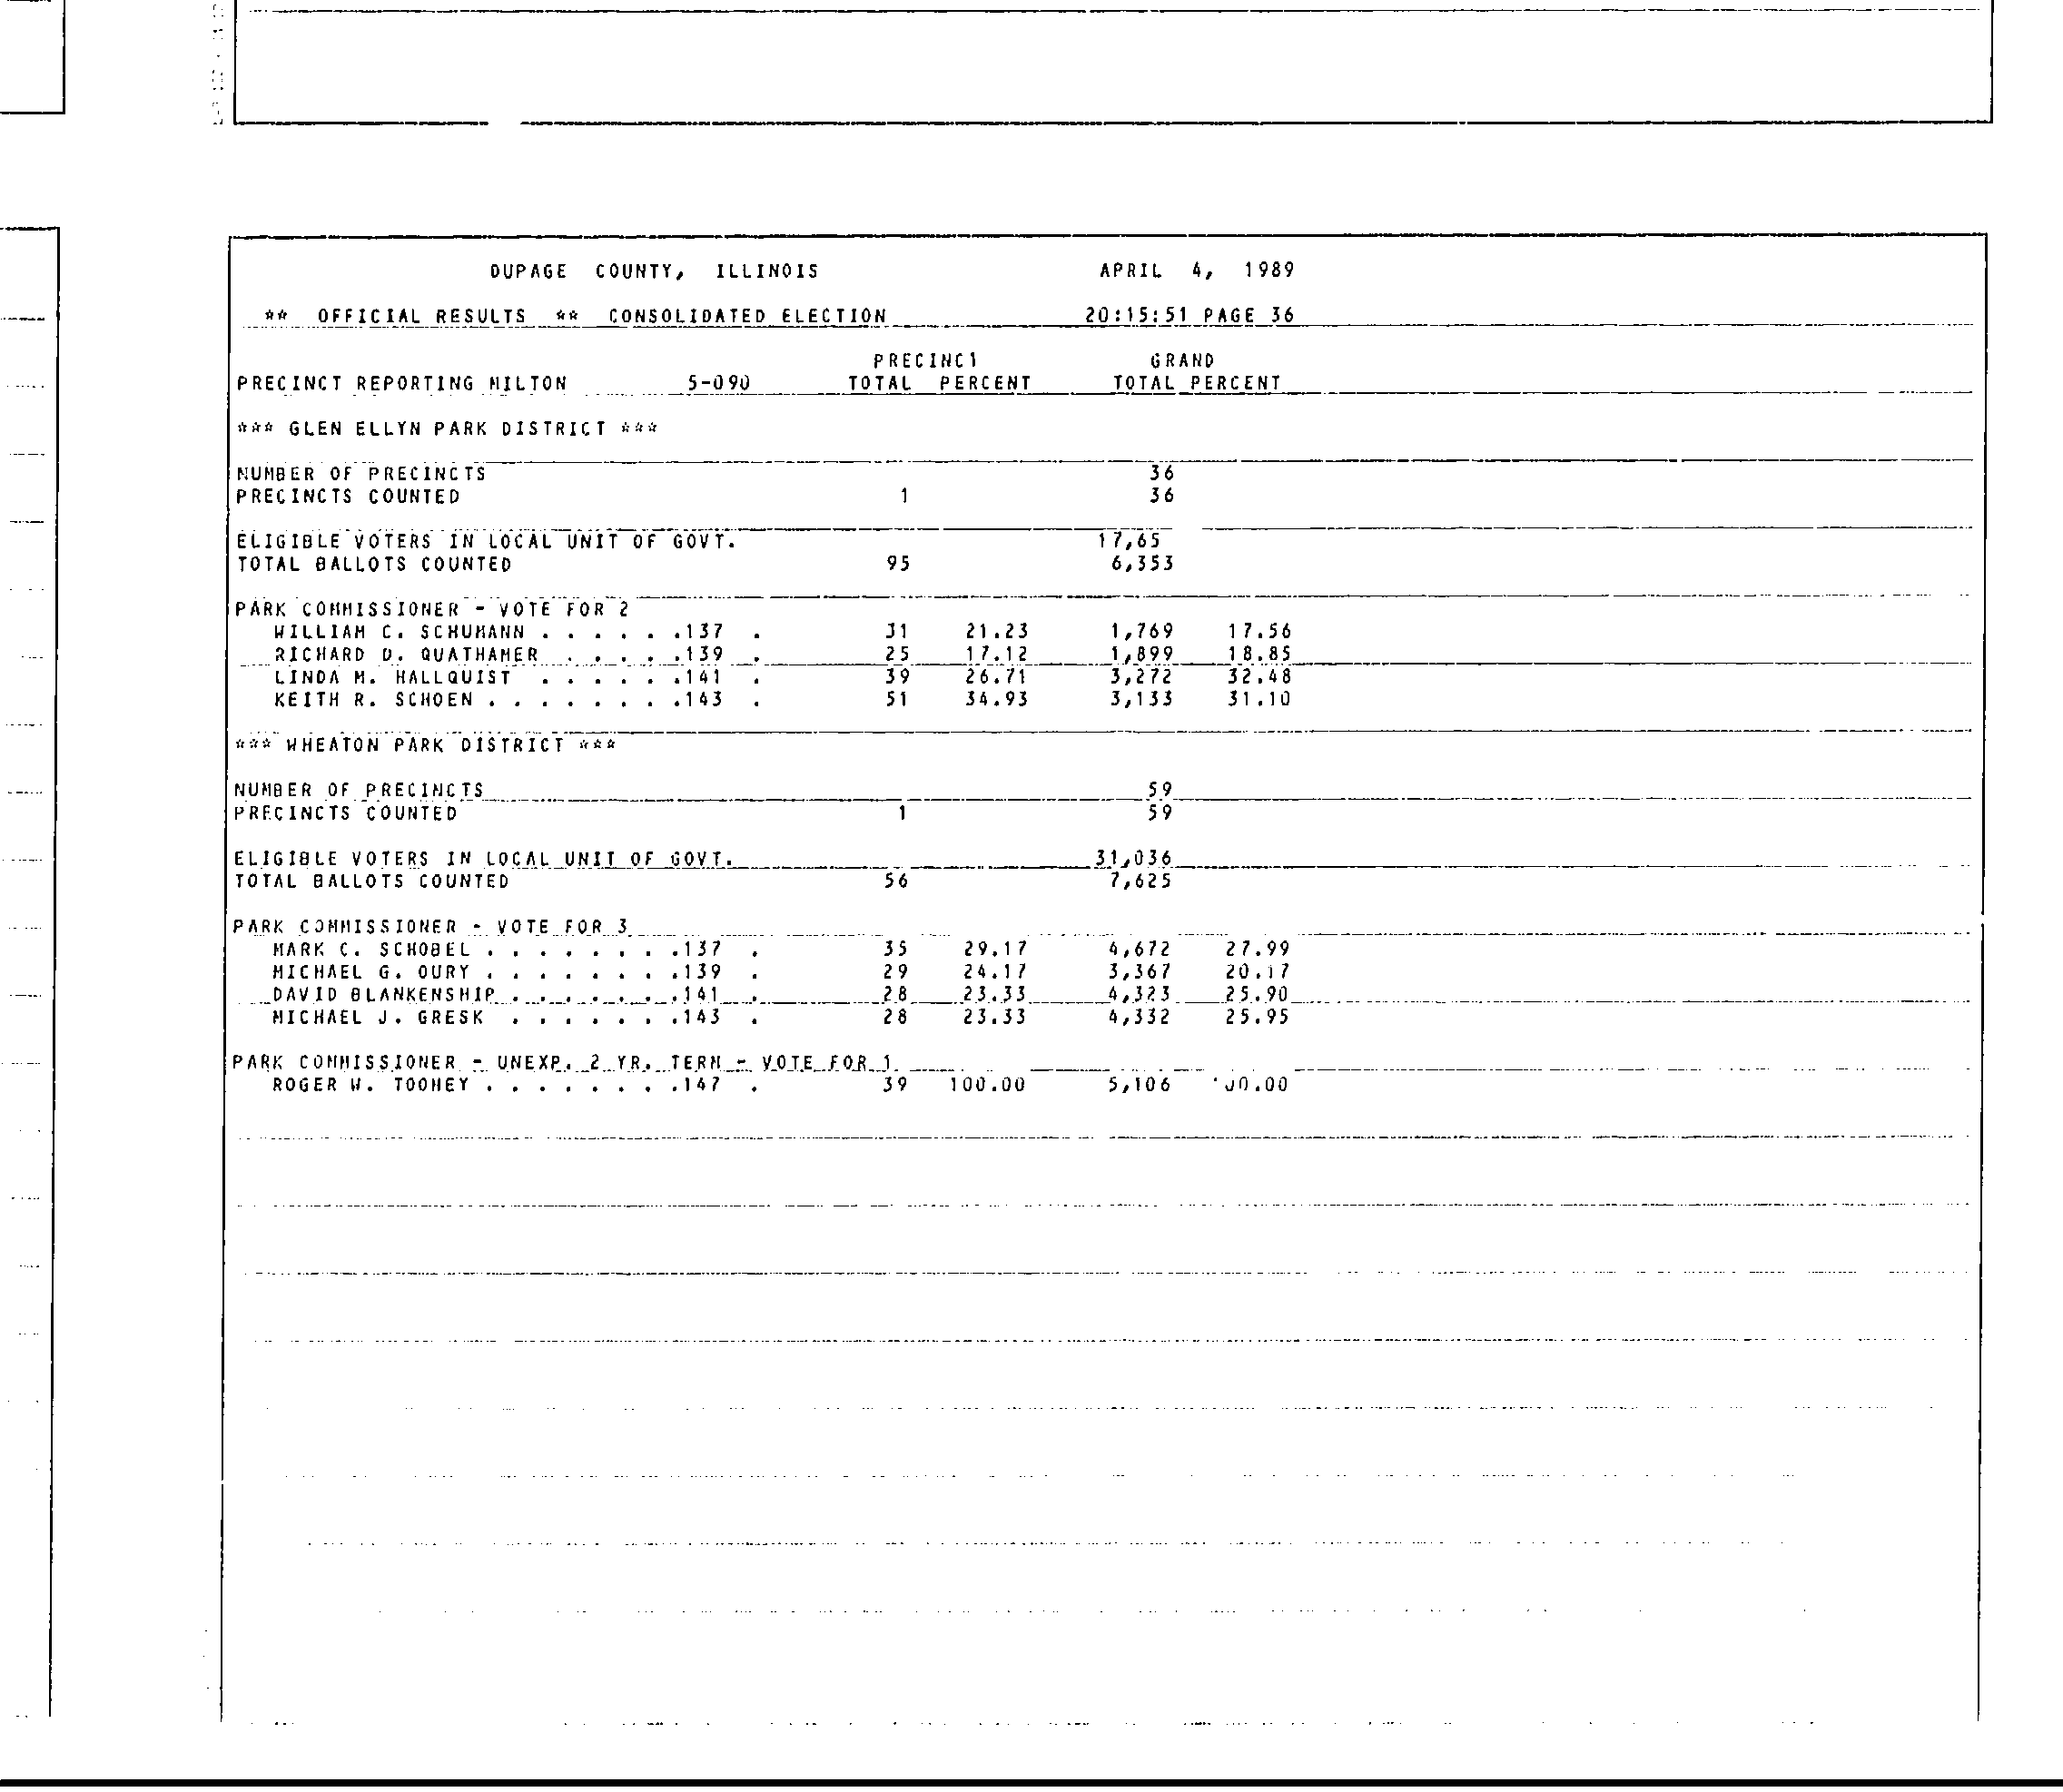 DUPAGE COUNTY, ILLINOIS APRIL 4, 1989
** OFFICIAL RESULTS ** CONSOLIDATED ELECTION 20:15:51 PAGE 36
PRECINCT GRAND
PRECINCT REPORTING MILTON 5-090 TOTAL PERCENT TOTAL PERCENT
*** GLEN ELLYN PARK DISTRICT ***
NUMBER OF PRECINCTS 36
PRECINCTS COUNTED 1 36
ELIGIBLE VOTERS IN LOCAL UNIT OF GOVT. 17,65
TOTAL BALLOTS COUNTED 95 6,353
PARK COMMISSIONER - VOTE FOR 2
WILLIAM C. SCHUMANN . . . . . .137 . 31 21.23 1,769 17.56
RICHARD D. QUATHAMER . . . . .139 . 25 17.12 1,899 18.85
LINDA M. HALLQUIST . . . . . .141 . 39 26.71 3,272 32.48
KEITH R. SCHOEN . . . . . . . .143 . 51 34.93 3,133 31.10
*** WHEATON PARK DISTRICT ***
NUMBER OF PRECINCTS 59
PRECINCTS COUNTED 1 59
ELIGIBLE VOTERS IN LOCAL UNIT OF GOVT. 31,036
TOTAL BALLOTS COUNTED 56 7,625
PARK COMMISSIONER - VOTE FOR 3
MARK C. SCHOBEL . . . . . . . .137 . 35 29.17 4,672 27.99
MICHAEL G. OURY . . . . . . . .139 . 29 24.17 3,367 20.17
DAVID BLANKENSHIP . . . . . . .141 . 28 23.33 4,323 25.90
MICHAEL J. GRESK . . . . . . .143 . 28 23.33 4,332 25.95
PARK COMMISSIONER - UNEXP. 2 YR. TERM - VOTE FOR 1
ROGER W. TOOHEY . . . . . . . .147 . 39 100.00 5,106 100.00